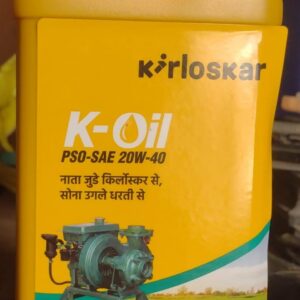 Kirloskar
K-Oil
PSO-SAE 20W-40
नाता जुडे किर्लोस्कर से,
सोना उगले धरती से